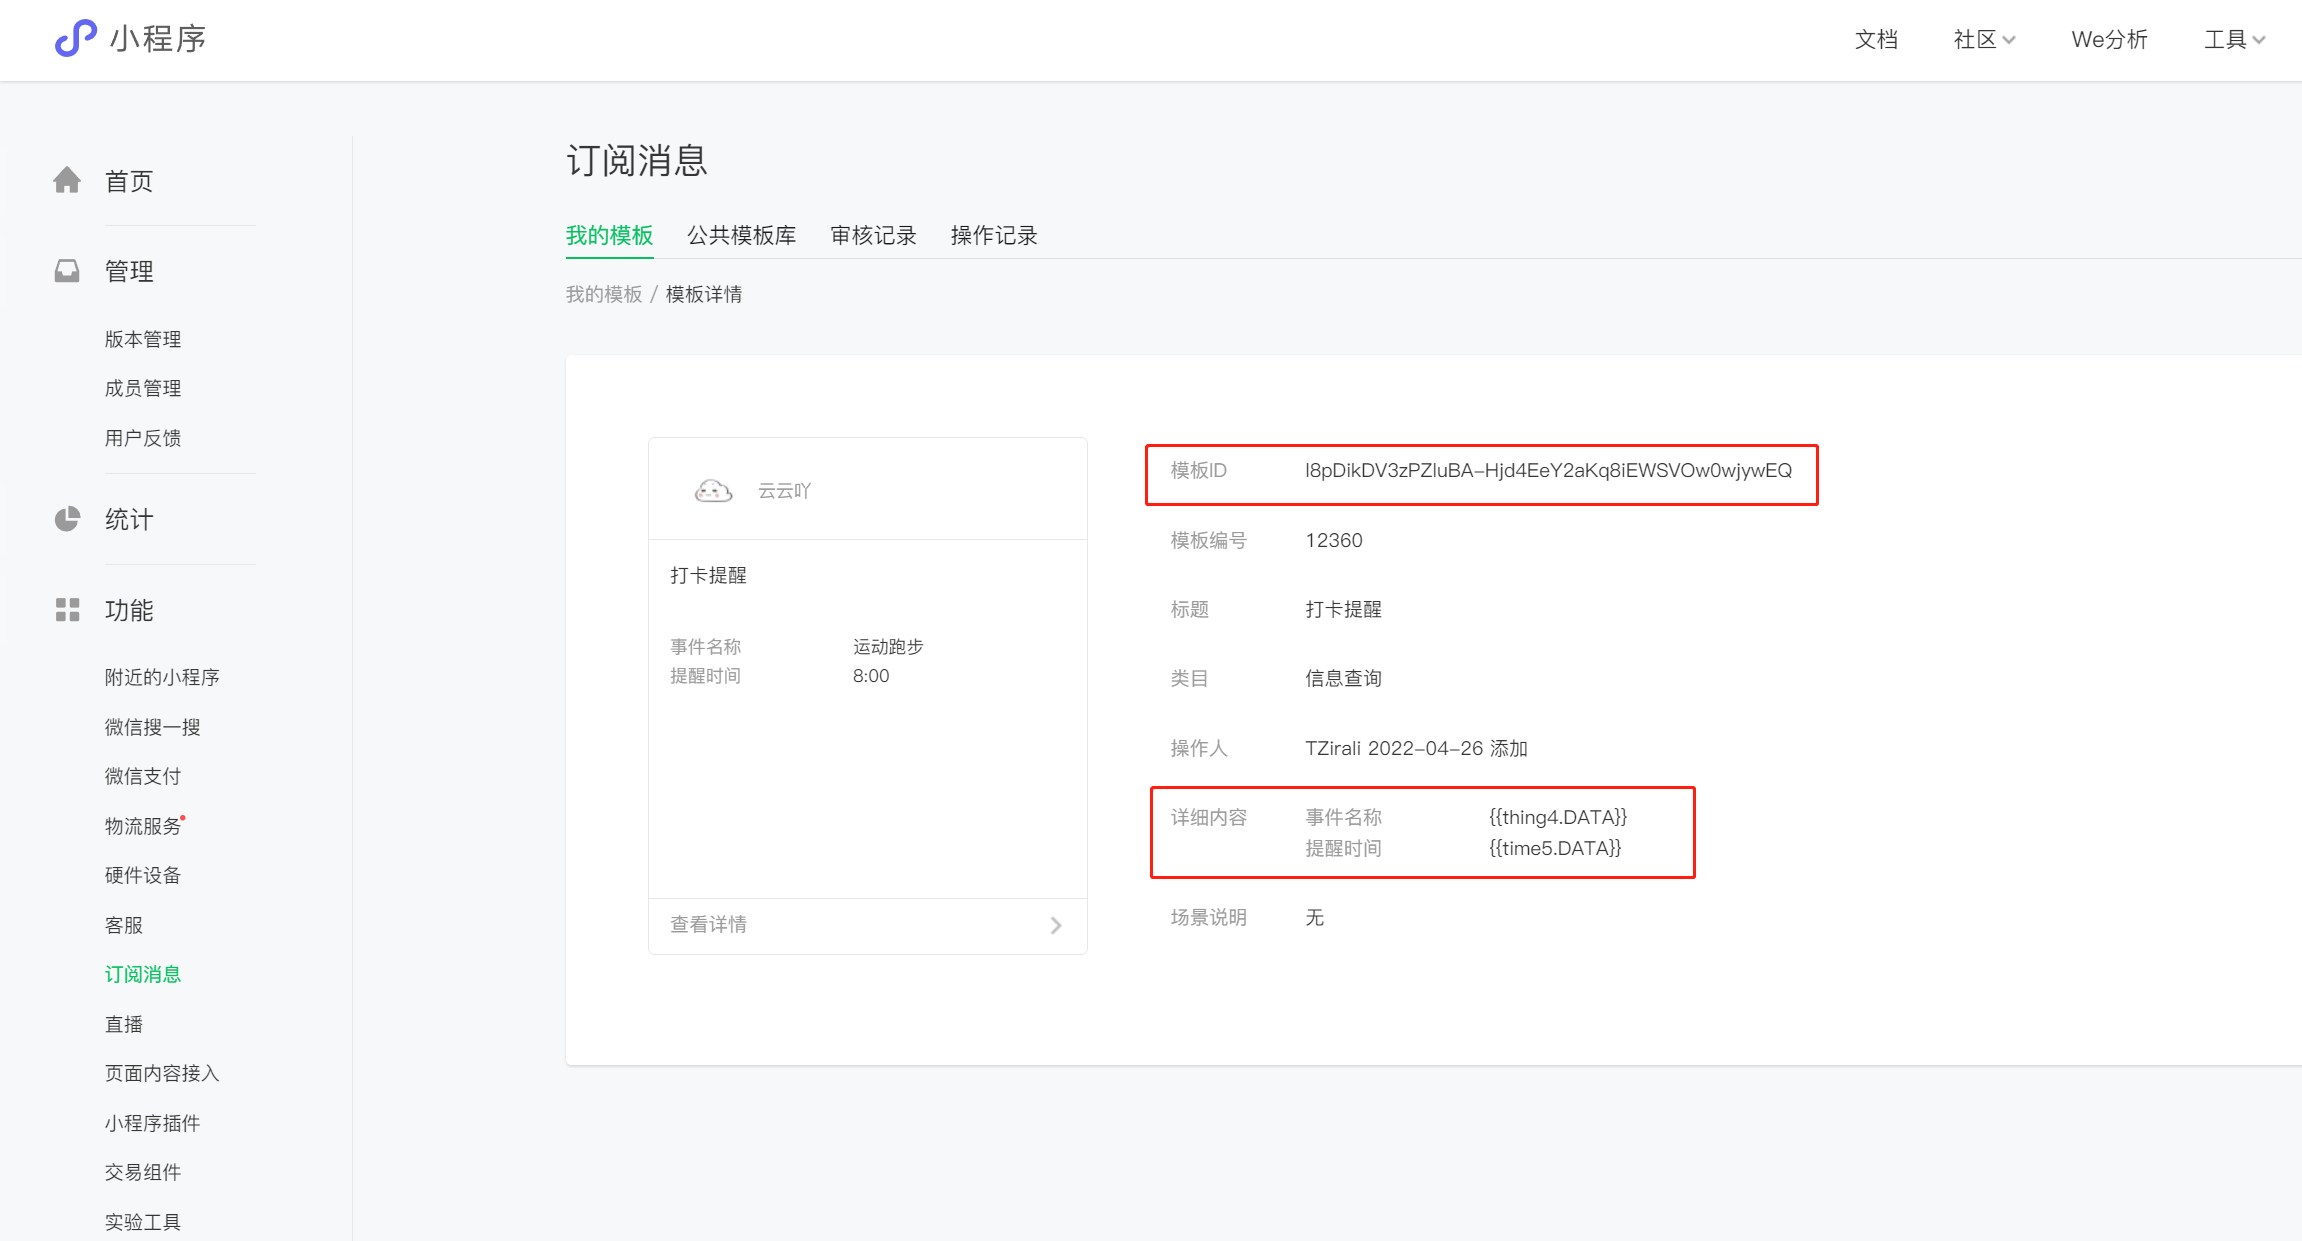 小程序
文档
社区
We分析
工具
首页
管理
版本管理
成员管理
用户反馈
统计
功能
附近的小程序
微信搜一搜
微信支付
物流服务
硬件设备
客服
订阅消息
直播
页面内容接入
小程序插件
交易组件
实验工具
订阅消息
我的模板 公共模板库 审核记录 操作记录
我的模板 / 模板详情
云云吖
打卡提醒
事件名称 运动跑步
提醒时间 8:00
查看详情
模板ID l8pDikDV3zPZluBA-Hjd4EeY2aKq8iEWSVOw0wjywEQ
模板编号 12360
标题 打卡提醒
类目 信息查询
操作人 TZirali 2022-04-26 添加
详细内容 事件名称 {{thing4.DATA}}
提醒时间 {{time5.DATA}}
场景说明 无